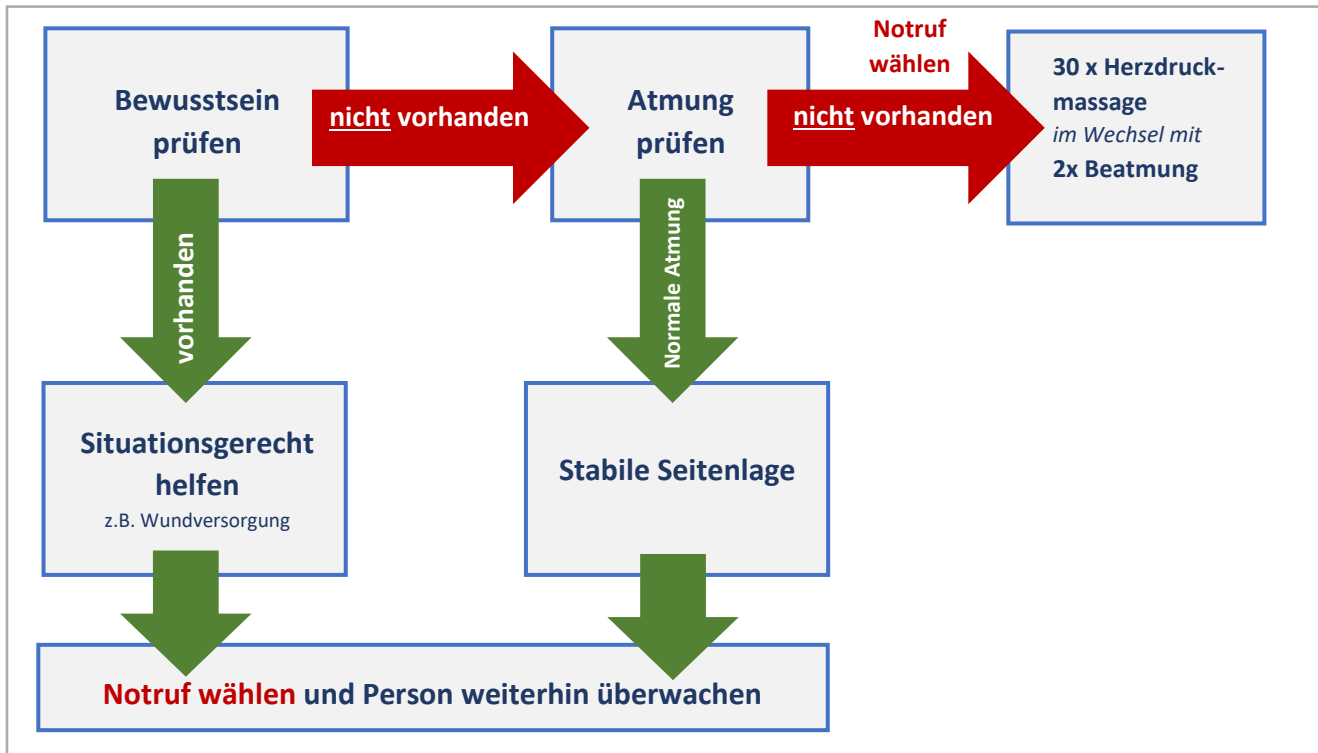 Bewusstsein
prüfen
nicht vorhanden
Atmung
prüfen
Notruf
wählen
nicht vorhanden
30 x Herzdruck-
massage
im Wechsel mit
2x Beatmung
vorhanden
Normale Atmung
Situationsgerecht
helfen
z.B. Wundversorgung
Stabile Seitenlage
Notruf wählen und Person weiterhin überwachen